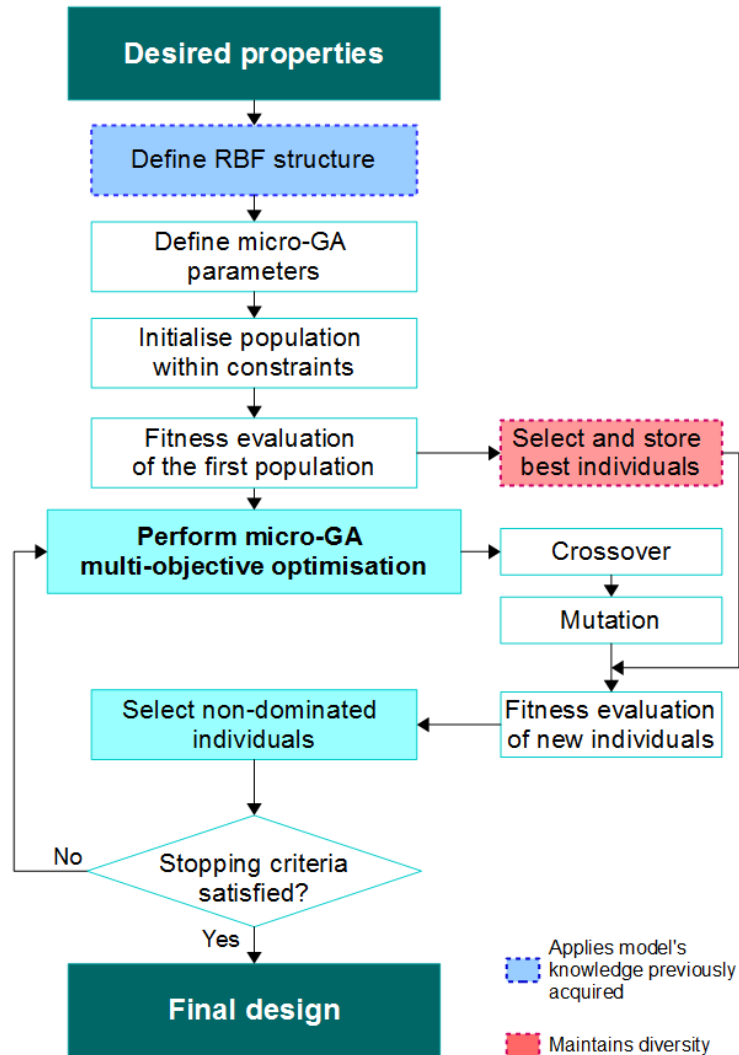 Desired properties
Define RBF structure
Define micro-GA
parameters
Initialise population
within constraints
Fitness evaluation
of the first population
Select and store
best individuals
Perform micro-GA
multi-objective optimisation
Crossover
Mutation
Fitness evaluation
of new individuals
Select non-dominated
individuals
Stopping criteria
satisfied?
No
Yes
Final design
Applies model's
knowledge previously
acquired
Maintains diversity